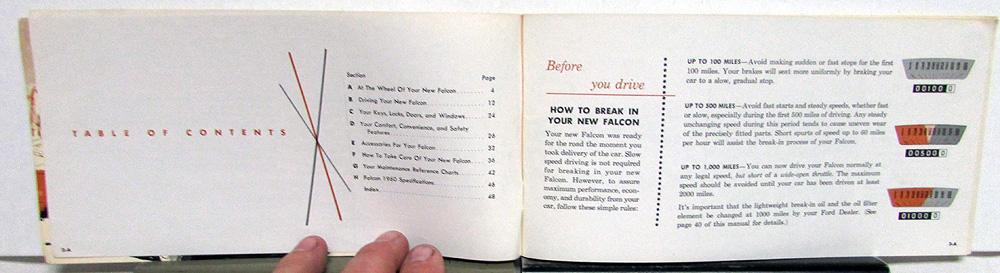 TABLE OF CONTENTS
Section Page
A At The Wheel Of Your New Falcon 4
B Driving Your New Falcon 12
C Your Keys, Locks, Doors, and Windows 24
D Your Comfort, Convenience, and Safety
Features 26
E Accessories For Your Falcon 32
F How To Take Care Of Your New Falcon 36
G Your Maintenance Reference Charts 42
H Falcon 1960 Specifications 46
Index 48
Before
you drive
HOW TO BREAK IN
YOUR NEW FALCON
Your new Falcon was ready
for the road the moment you
took delivery of the car. Slow
speed driving is not required
for breaking in your new
Falcon. However, to assure
maximum performance, econ-
omy, and durability from your
car, follow these simple rules:
UP TO 100 MILES—Avoid making sudden or fast stops for the first
100 miles. Your brakes will seat more uniformly by braking your
car to a slow, gradual stop.
00100 0
UP TO 500 MILES—Avoid fast starts and steady speeds, whether fast
or slow, especially during the first 500 miles of driving. Any steady
unchanging speed during this period tends to cause uneven wear
of the precisely fitted parts. Short spurts of speed up to 60 miles
per hour will assist the break-in process of your Falcon.
00500 0
UP TO 1,000 MILES—You can now drive your Falcon normally at
any legal speed, but short of a wide-open throttle. The maximum
speed should be avoided until your car has been driven at least
2000 miles.
01000 0
It's important that the lightweight break-in oil and the oil filter
element be changed at 1000 miles by your Ford Dealer. (See
page 40 of this manual for details.)
2-A
3-A